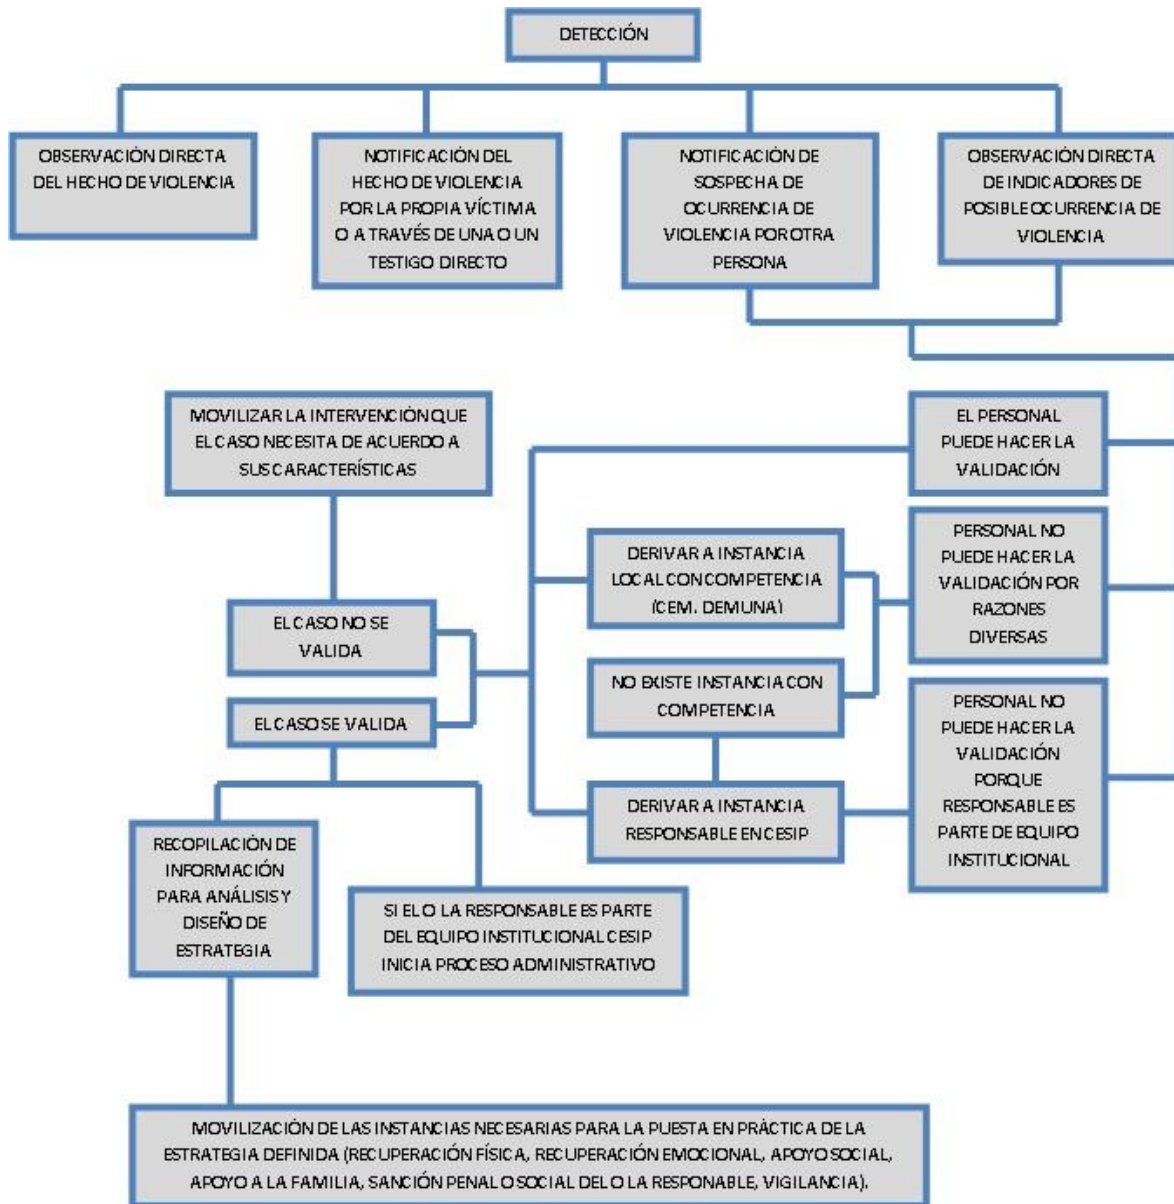 DETECCIÓN
OBSERVACIÓN DIRECTA
DEL HECHO DE VIOLENCIA
NOTIFICACIÓN DEL
HECHO DE VIOLENCIA
POR LA PROPIA VÍCTIMA
O A TRAVÉS DE UNA O UN
TESTIGO DIRECTO
NOTIFICACIÓN DE
SOSPECHA DE
OCURRENCIA DE
VIOLENCIA POR OTRA
PERSONA
OBSERVACIÓN DIRECTA
DE INDICADORES DE
POSIBLE OCURRENCIA DE
VIOLENCIA
MOVILIZAR LA INTERVENCIÓN QUE
EL CASO NECESITA DE ACUERDO A
SUS CARACTERÍSTICAS
EL PERSONAL
PUEDE HACER LA
VALIDACIÓN
DERIVAR A INSTANCIA
LOCAL CON COMPETENCIA
(CEM. DEMUNA)
PERSONAL NO
PUEDE HACER LA
VALIDACIÓN POR
RAZONES
DIVERSAS
EL CASO NO SE
VALIDA
NO EXISTE INSTANCIA CON
COMPETENCIA
EL CASO SE VALIDA
PERSONAL NO
PUEDE HACER LA
VALIDACIÓN
PORQUE
RESPONSABLE ES
PARTE DE EQUIPO
INSTITUCIONAL
DERIVAR A INSTANCIA
RESPONSABLE EN CESIP
RECOPILACIÓN DE
INFORMACIÓN
PARA ANÁLISIS Y
DISEÑO DE
ESTRATEGIA
SI EL O LA RESPONSABLE ES PARTE
DEL EQUIPO INSTITUCIONAL CESIP
INICIA PROCESO ADMINISTRATIVO
MOVILIZACIÓN DE LAS INSTANCIAS NECESARIAS PARA LA PUESTA EN PRÁCTICA DE LA
ESTRATEGIA DEFINIDA (RECUPERACIÓN FÍSICA, RECUPERACIÓN EMOCIONAL, APOYO SOCIAL,
APOYO A LA FAMILIA, SANCIÓN PENAL O SOCIAL DEL O LA RESPONABLE, VIGILANCIA).